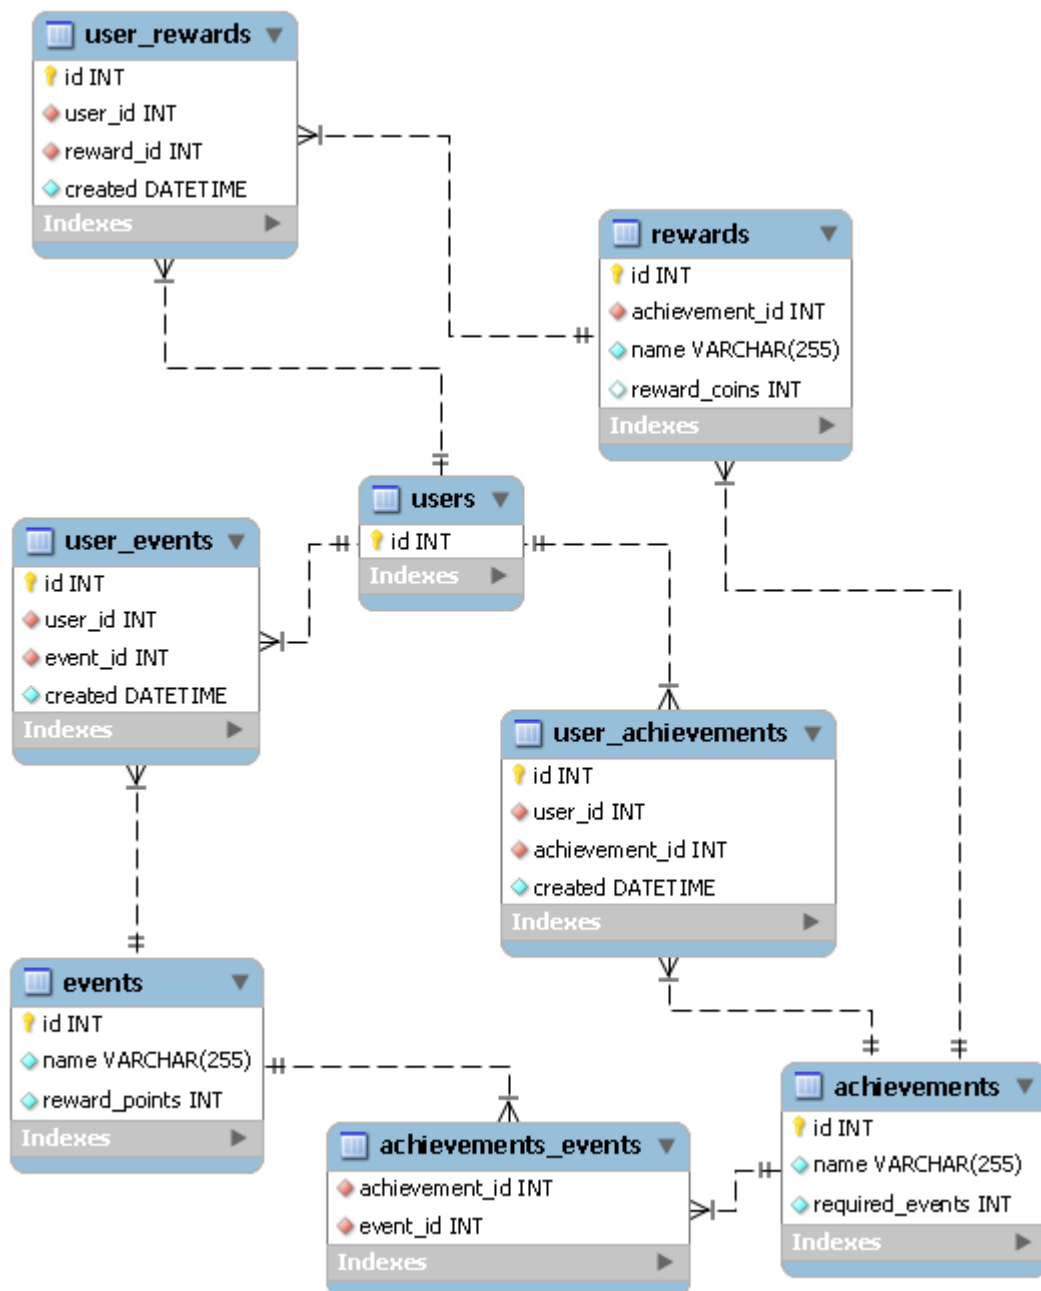 user_rewards
id INT
user_id INT
reward_id INT
created DATETIME
Indexes
rewards
id INT
achievement_id INT
name VARCHAR(255)
reward_coins INT
Indexes
users
id INT
Indexes
user_events
id INT
user_id INT
event_id INT
created DATETIME
Indexes
user_achievements
id INT
user_id INT
achievement_id INT
created DATETIME
Indexes
events
id INT
name VARCHAR(255)
reward_points INT
Indexes
achievements
id INT
name VARCHAR(255)
required_events INT
Indexes
achievements_events
achievement_id INT
event_id INT
Indexes